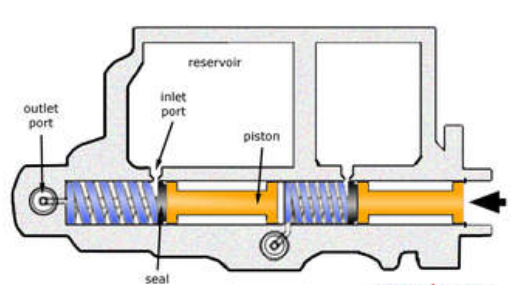 reservoir
inlet
port
outlet
port
piston
seal